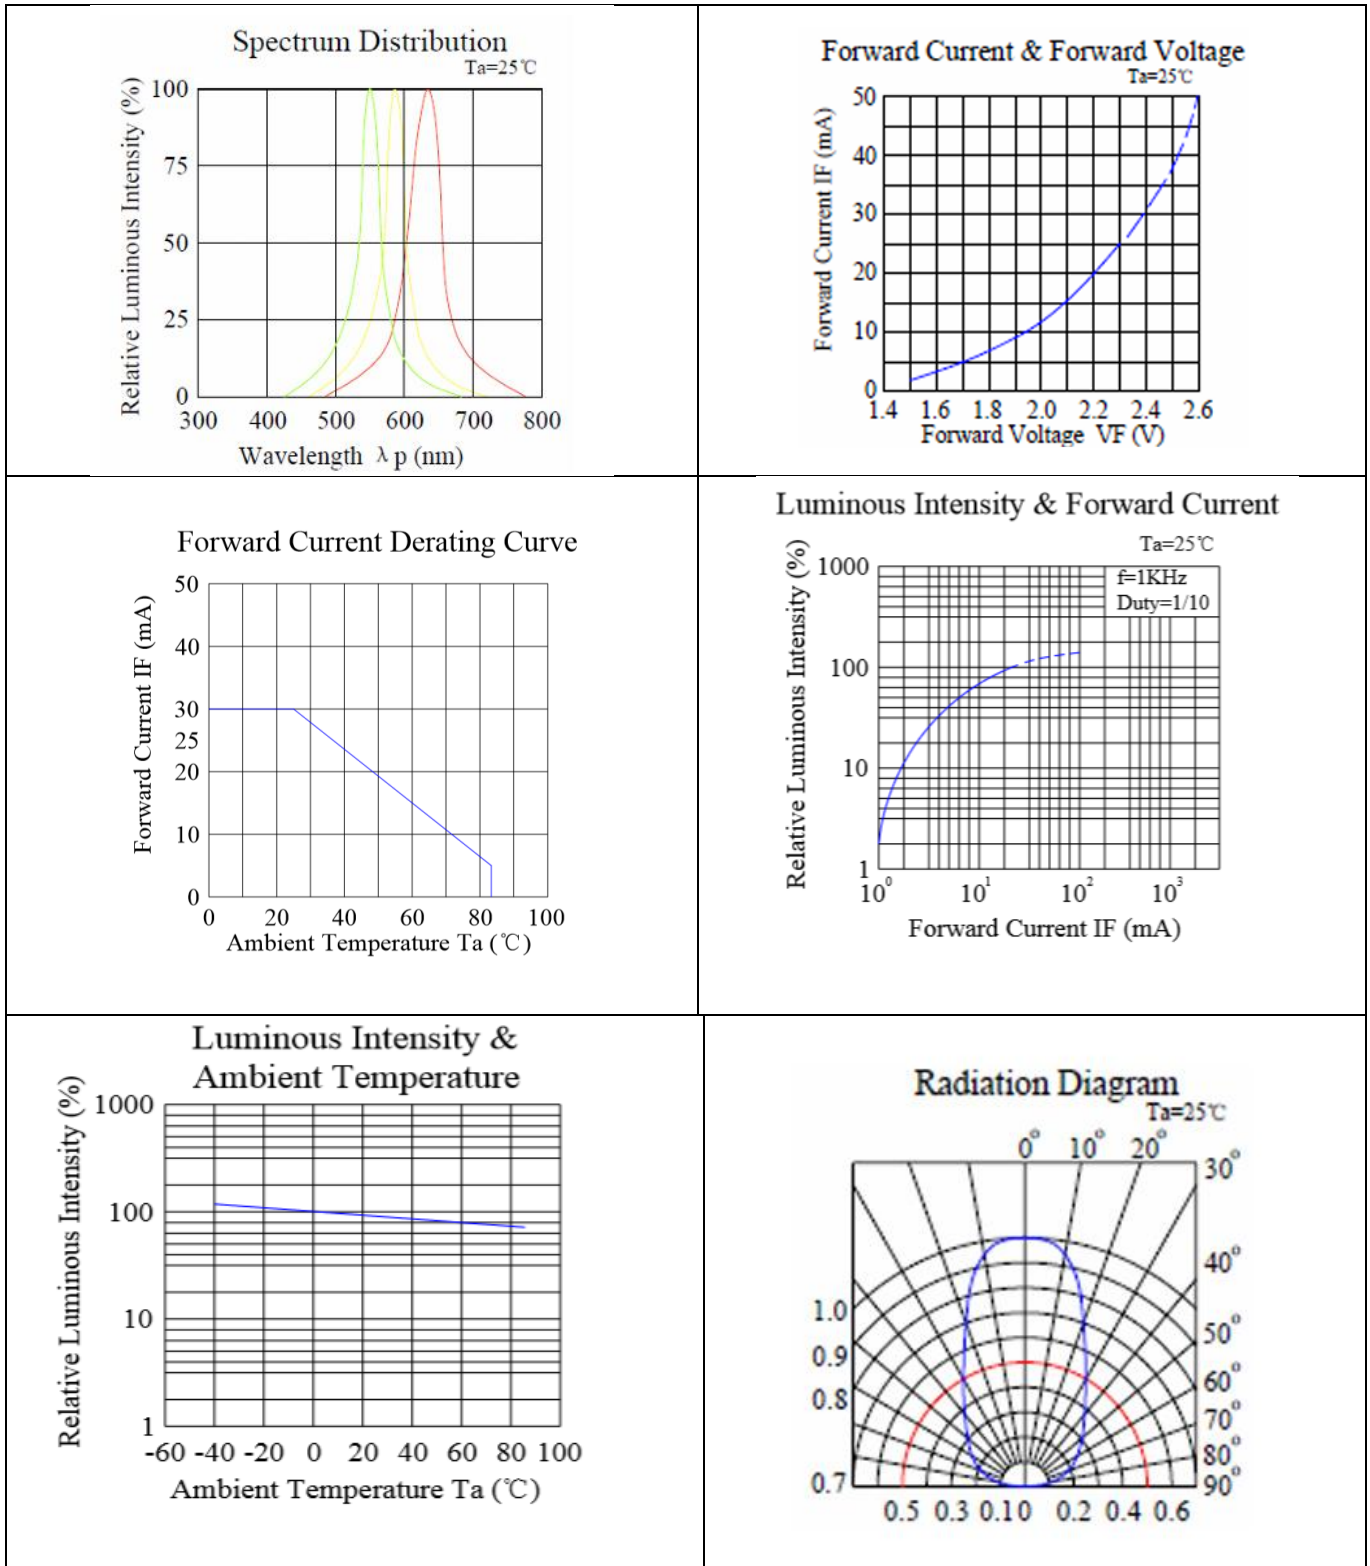 Spectrum Distribution
Ta=25℃
Relative Luminous Intensity (%)
100
75
50
25
0
300 400 500 600 700 800
Wavelength λp (nm)
Forward Current & Forward Voltage
Ta=25℃
Forward Current IF (mA)
50
40
30
20
10
0
1.4 1.6 1.8 2.0 2.2 2.4 2.6
Forward Voltage VF (V)
Forward Current Derating Curve
Forward Current IF (mA)
50
40
30
25
20
10
0
0 20 40 60 80 100
Ambient Temperature Ta (℃)
Luminous Intensity & Forward Current
Ta=25℃
f=1KHz
Duty=1/10
Relative Luminous Intensity (%)
1000
100
10
1
10⁰ 10¹ 10² 10³
Forward Current IF (mA)
Luminous Intensity &
Ambient Temperature
Relative Luminous Intensity (%)
1000
100
10
1
-60 -40 -20 0 20 40 60 80 100
Ambient Temperature Ta (℃)
Radiation Diagram
Ta=25℃
0° 10° 20°
30°
40°
50°
60°
70°
80°
90°
1.0
0.9
0.8
0.7
0.5 0.3 0.1 0 0.2 0.4 0.6